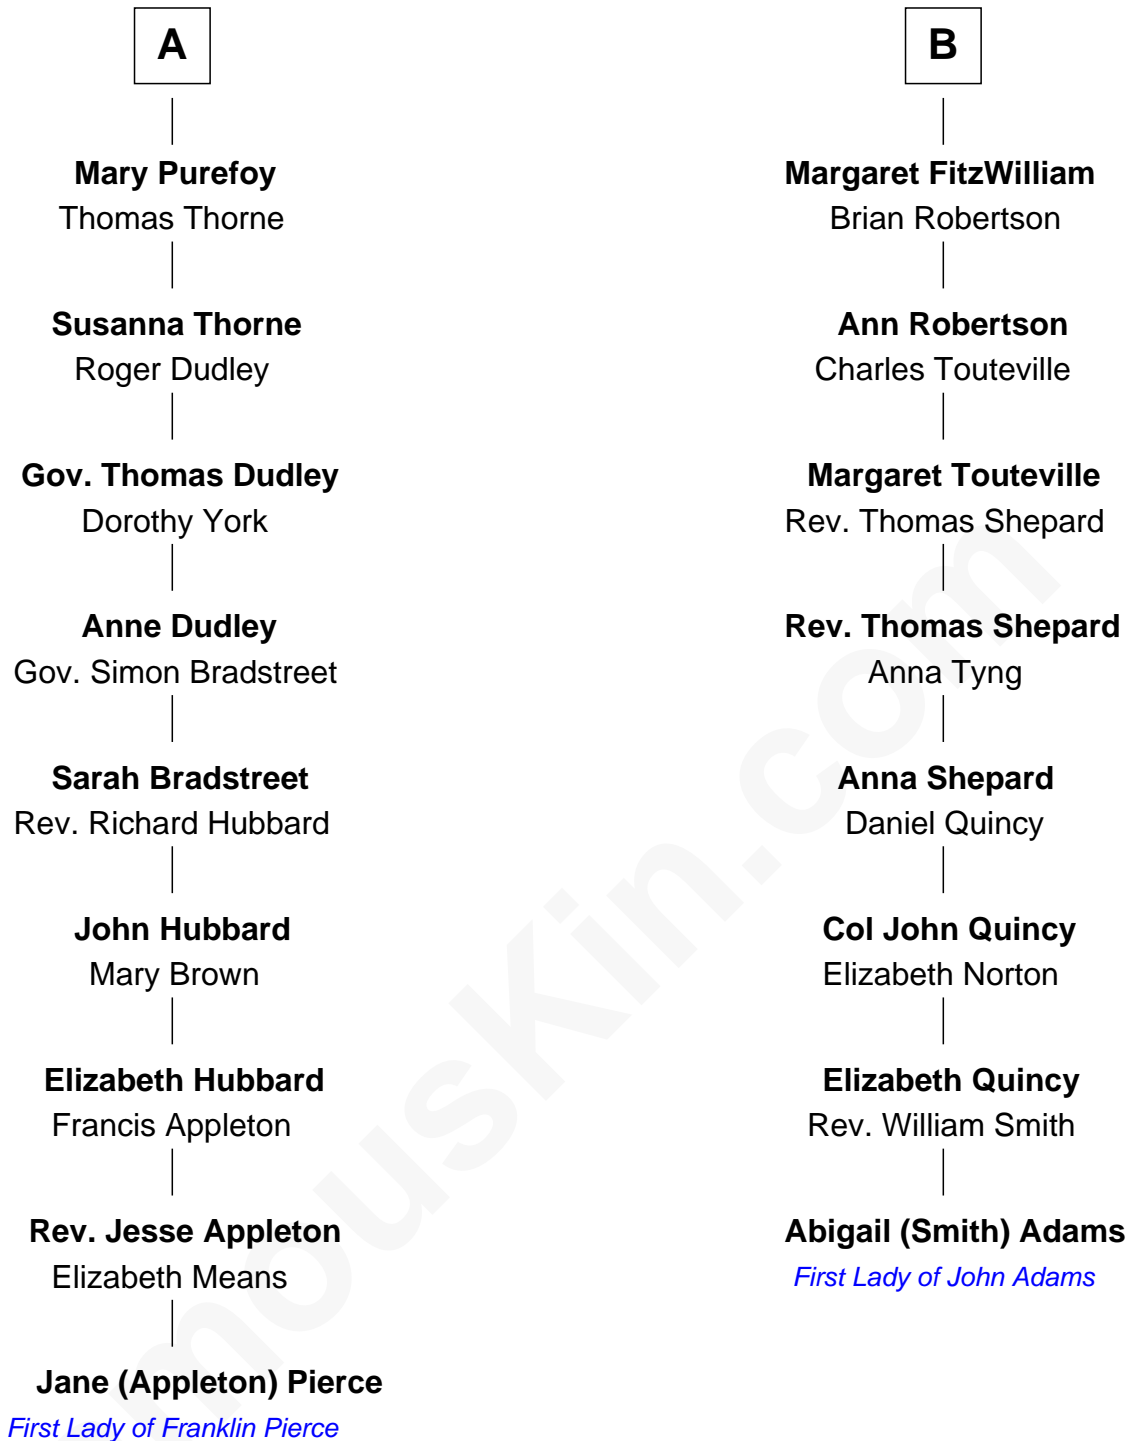 A
Mary Purefoy
Thomas Thorne
Susanna Thorne
Roger Dudley
Gov. Thomas Dudley
Dorothy York
Anne Dudley
Gov. Simon Bradstreet
Sarah Bradstreet
Rev. Richard Hubbard
John Hubbard
Mary Brown
Elizabeth Hubbard
Francis Appleton
Rev. Jesse Appleton
Elizabeth Means
Jane (Appleton) Pierce
First Lady of Franklin Pierce
B
Margaret FitzWilliam
Brian Robertson
Ann Robertson
Charles Touteville
Margaret Touteville
Rev. Thomas Shepard
Rev. Thomas Shepard
Anna Tyng
Anna Shepard
Daniel Quincy
Col John Quincy
Elizabeth Norton
Elizabeth Quincy
Rev. William Smith
Abigail (Smith) Adams
First Lady of John Adams
mousKin.com